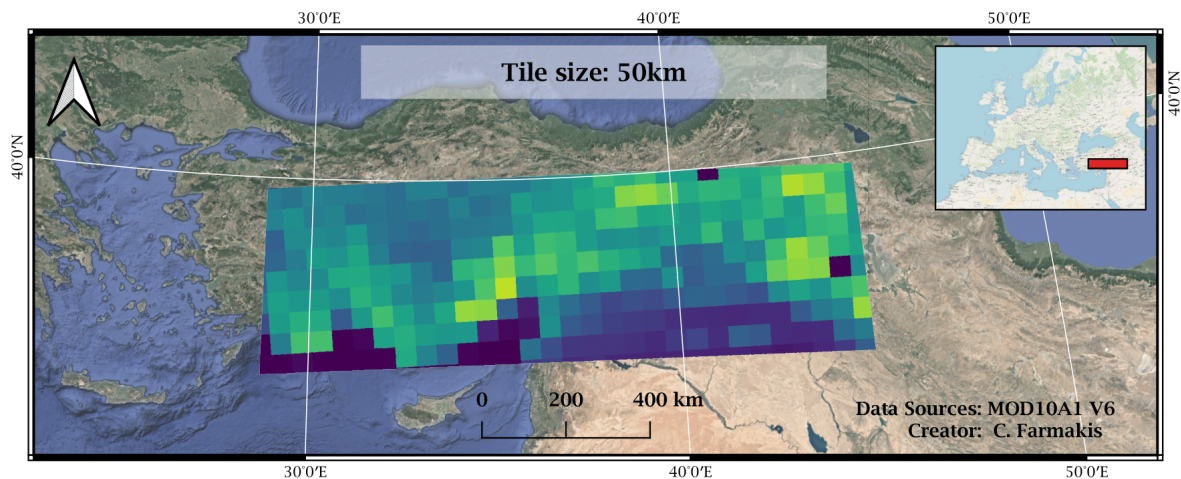 30°0′E 40°0′E 50°0′E
Tile size: 50km
40°0′N
40°0′N
0 200 400 km
Data Sources: MOD10A1 V6
Creator: C. Farmakis
30°0′E 40°0′E 50°0′E